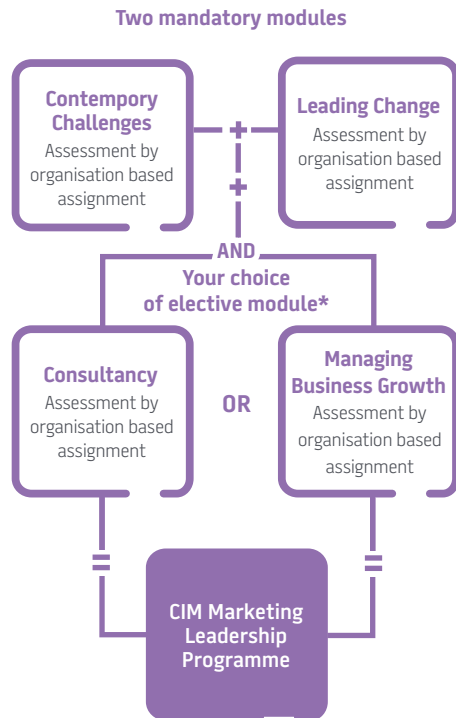 Two mandatory modules
Contempory
Challenges
Assessment by
organisation based
assignment
+
Leading Change
Assessment by
organisation based
assignment
+
AND
Your choice
of elective module*
Consultancy
Assessment by
organisation based
assignment
OR
Managing
Business Growth
Assessment by
organisation based
assignment
=
=
CIM Marketing
Leadership
Programme